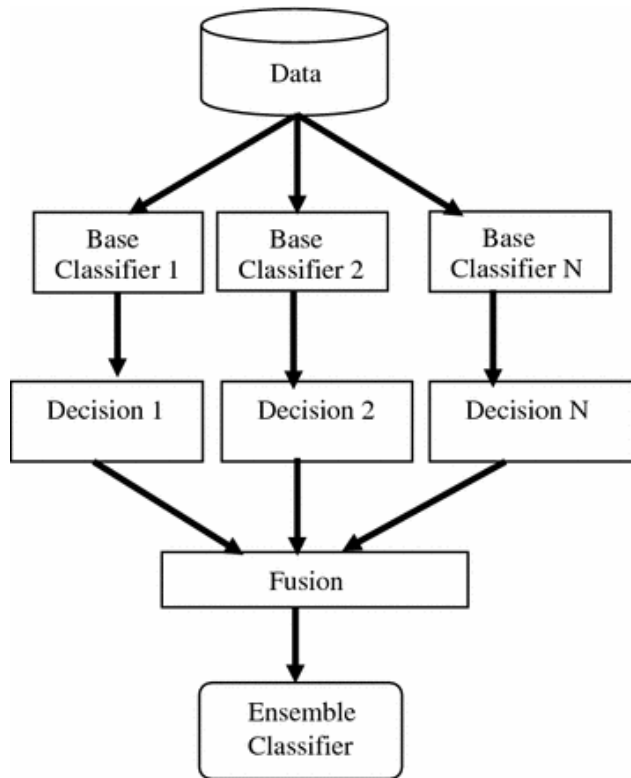 Data
Base
Classifier 1
Base
Classifier 2
Base
Classifier N
Decision 1
Decision 2
Decision N
Fusion
Ensemble
Classifier